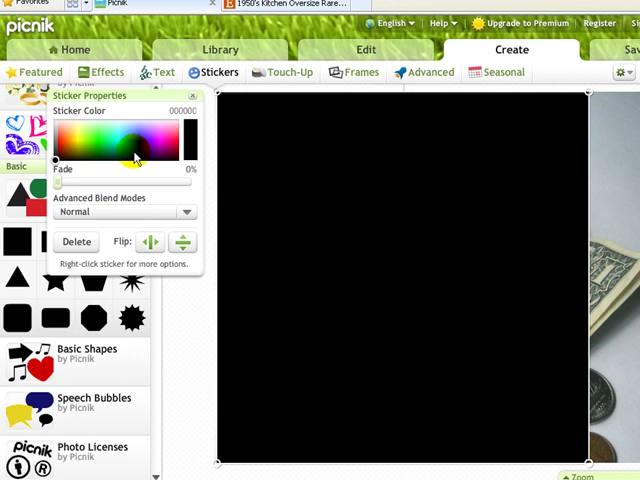 Favorites
Picnik
1950's Kitchen Oversize Rare...
picnik
English
Help
Upgrade to Premium
Register
Home
Library
Edit
Create
Featured
Effects
Text
Stickers
Touch-Up
Frames
Advanced
Seasonal
Sticker Properties
Sticker Color 000000
Fade 0%
Advanced Blend Modes
Normal
Delete Flip:
Right-click sticker for more options.
Basic
Basic Shapes
by Picnik
Speech Bubbles
by Picnik
Photo Licenses
by Picnik
picnik
Zoom